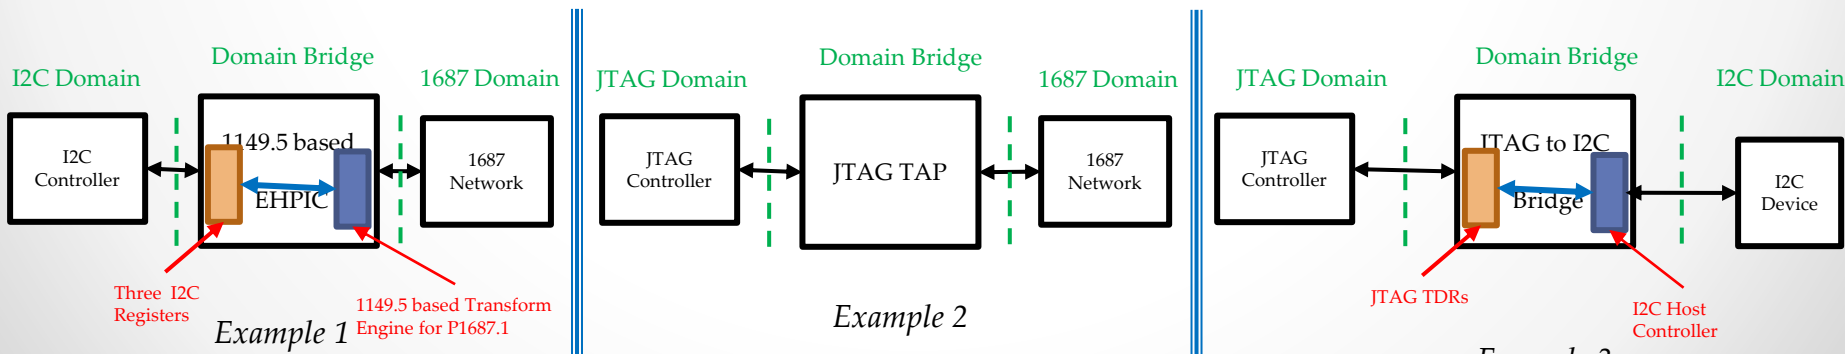 I2C Domain
Domain Bridge
1687 Domain
I2C
Controller
1149.5 based
EHPIC
1687
Network
Three I2C
Registers
1149.5 based Transform
Engine for P1687.1
Example 1
JTAG Domain
Domain Bridge
1687 Domain
JTAG
Controller
JTAG TAP
1687
Network
Example 2
JTAG Domain
Domain Bridge
I2C Domain
JTAG
Controller
JTAG to I2C
Bridge
I2C
Device
JTAG TDRs
I2C Host
Controller